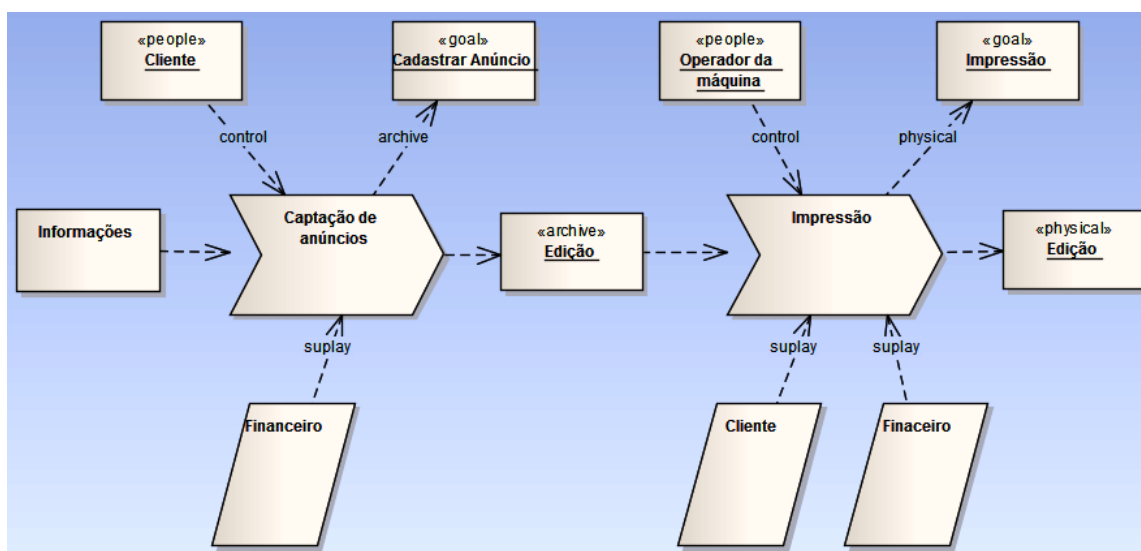 «people»
Cliente
«goal»
Cadastrar Anúncio
«people»
Operador da
máquina
«goal»
Impressão
control
archive
control
physical
Informações
Captação de
anúncios
«archive»
Edição
Impressão
«physical»
Edição
suplay
suplay
suplay
Financeiro
Cliente
Finaceiro